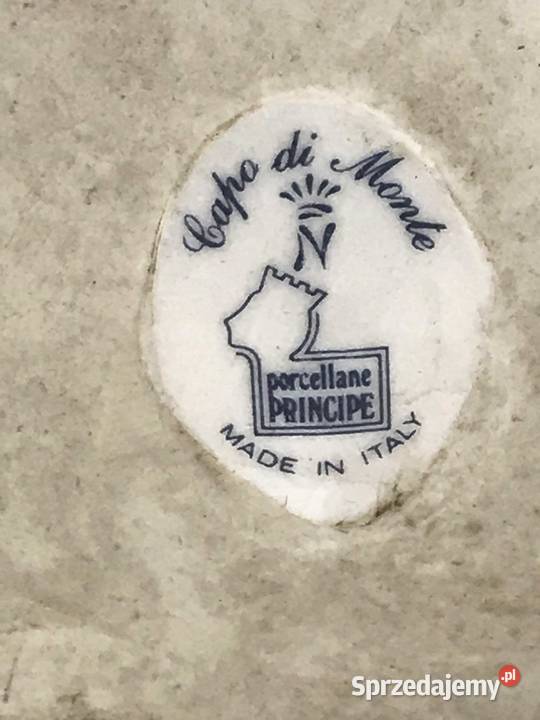 Capo di Monte
N
porcellane
PRINCIPE
MADE IN ITALY
Sprzedajemy.pl